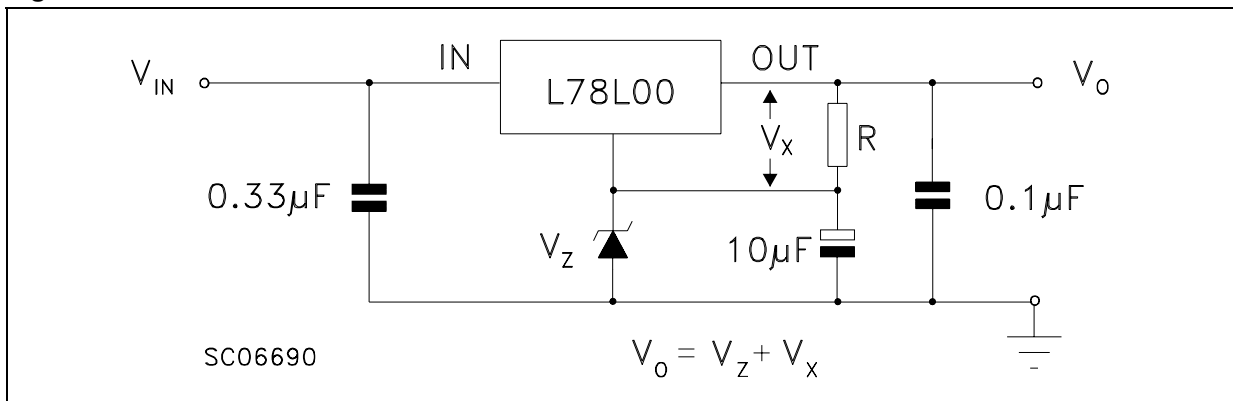 IN
OUT
V_IN
L78L00
V_O
V_X
R
0.33µF
0.1µF
V_Z
10µF
SC06690
V_O = V_Z + V_X